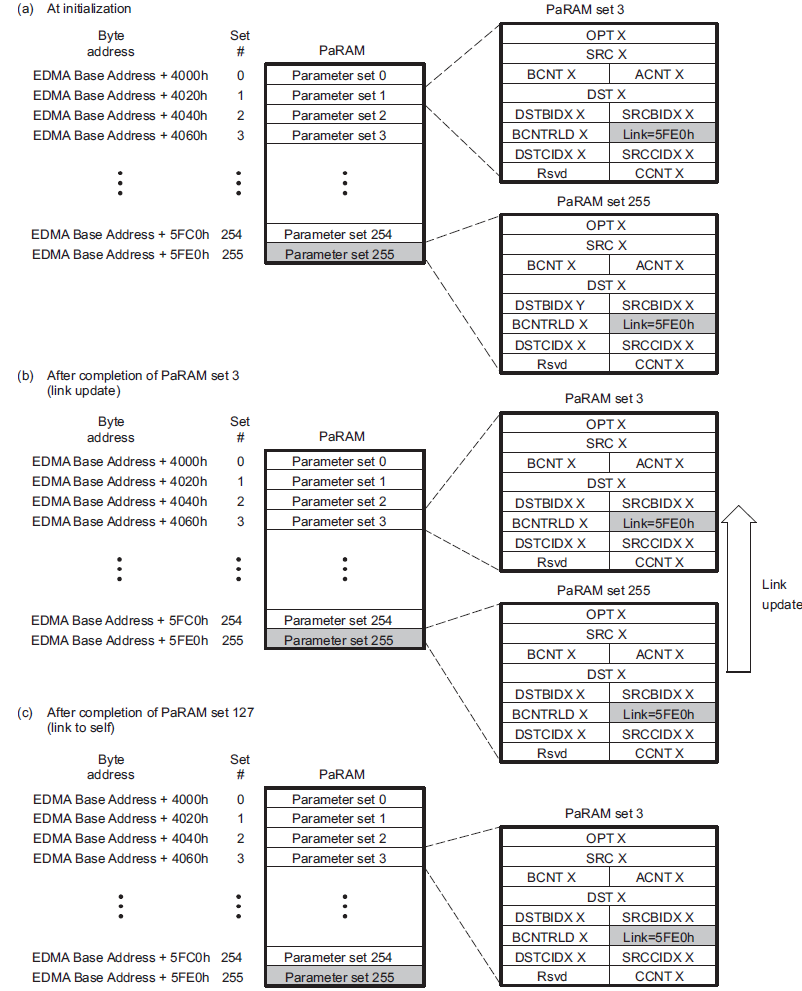 (a) At initialization
PaRAM set 3
Byte address
Set #
PaRAM
EDMA Base Address + 4000h 0 Parameter set 0
EDMA Base Address + 4020h 1 Parameter set 1
EDMA Base Address + 4040h 2 Parameter set 2
EDMA Base Address + 4060h 3 Parameter set 3
EDMA Base Address + 5FC0h 254 Parameter set 254
EDMA Base Address + 5FE0h 255 Parameter set 255
OPT X
SRC X
BCNT X ACNT X
DST X
DSTBIDX X SRCBIDX X
BCNTRLD X Link=5FE0h
DSTCIDX X SRCCIDX X
Rsvd CCNT X
PaRAM set 255
OPT X
SRC X
BCNT X ACNT X
DST X
DSTBIDX Y SRCBIDX X
BCNTRLD X Link=5FE0h
DSTCIDX X SRCCIDX X
Rsvd CCNT X
(b) After completion of PaRAM set 3
(link update)
Byte address
Set #
PaRAM
EDMA Base Address + 4000h 0 Parameter set 0
EDMA Base Address + 4020h 1 Parameter set 1
EDMA Base Address + 4040h 2 Parameter set 2
EDMA Base Address + 4060h 3 Parameter set 3
EDMA Base Address + 5FC0h 254 Parameter set 254
EDMA Base Address + 5FE0h 255 Parameter set 255
PaRAM set 3
OPT X
SRC X
BCNT X ACNT X
DST X
DSTBIDX X SRCBIDX X
BCNTRLD X Link=5FE0h
DSTCIDX X SRCCIDX X
Rsvd CCNT X
PaRAM set 255
OPT X
SRC X
BCNT X ACNT X
DST X
DSTBIDX X SRCBIDX X
BCNTRLD X Link=5FE0h
DSTCIDX X SRCCIDX X
Rsvd CCNT X
Link
update
(c) After completion of PaRAM set 127
(link to self)
Byte address
Set #
PaRAM
EDMA Base Address + 4000h 0 Parameter set 0
EDMA Base Address + 4020h 1 Parameter set 1
EDMA Base Address + 4040h 2 Parameter set 2
EDMA Base Address + 4060h 3 Parameter set 3
EDMA Base Address + 5FC0h 254 Parameter set 254
EDMA Base Address + 5FE0h 255 Parameter set 255
PaRAM set 3
OPT X
SRC X
BCNT X ACNT X
DST X
DSTBIDX X SRCBIDX X
BCNTRLD X Link=5FE0h
DSTCIDX X SRCCIDX X
Rsvd CCNT X